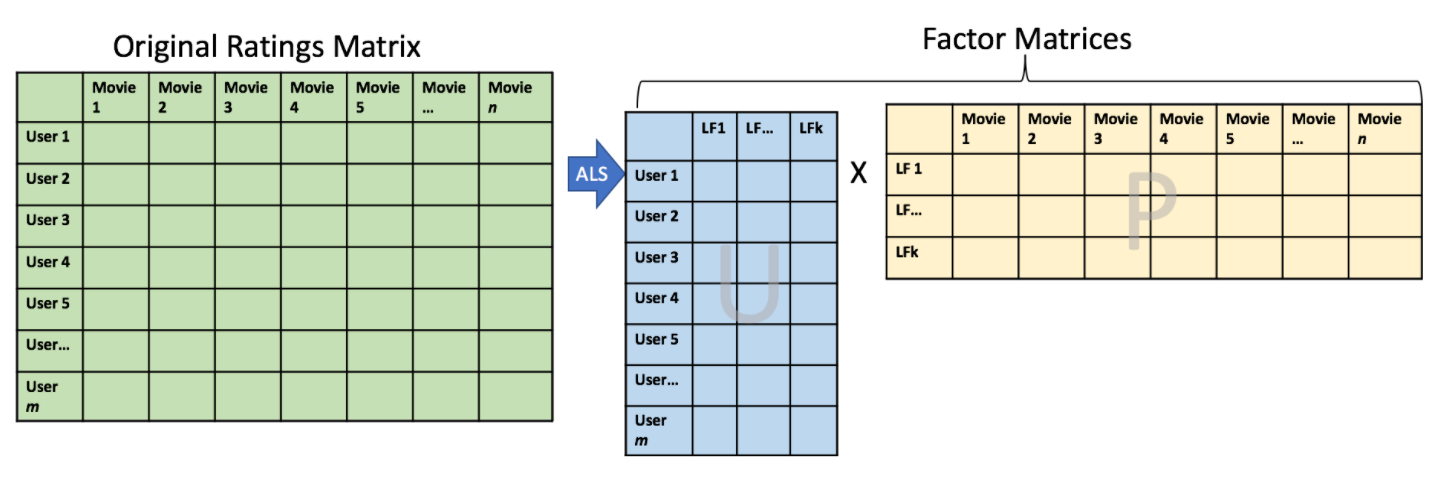 Original Ratings Matrix
Movie 1 Movie 2 Movie 3 Movie 4 Movie 5 Movie ... Movie n
User 1
User 2
User 3
User 4
User 5
User...
User m
ALS
Factor Matrices
LF1 LF... LFk
User 1
User 2
User 3
User 4
User 5
User...
User m
U
X
Movie 1 Movie 2 Movie 3 Movie 4 Movie 5 Movie ... Movie n
LF 1
LF...
LFk
P